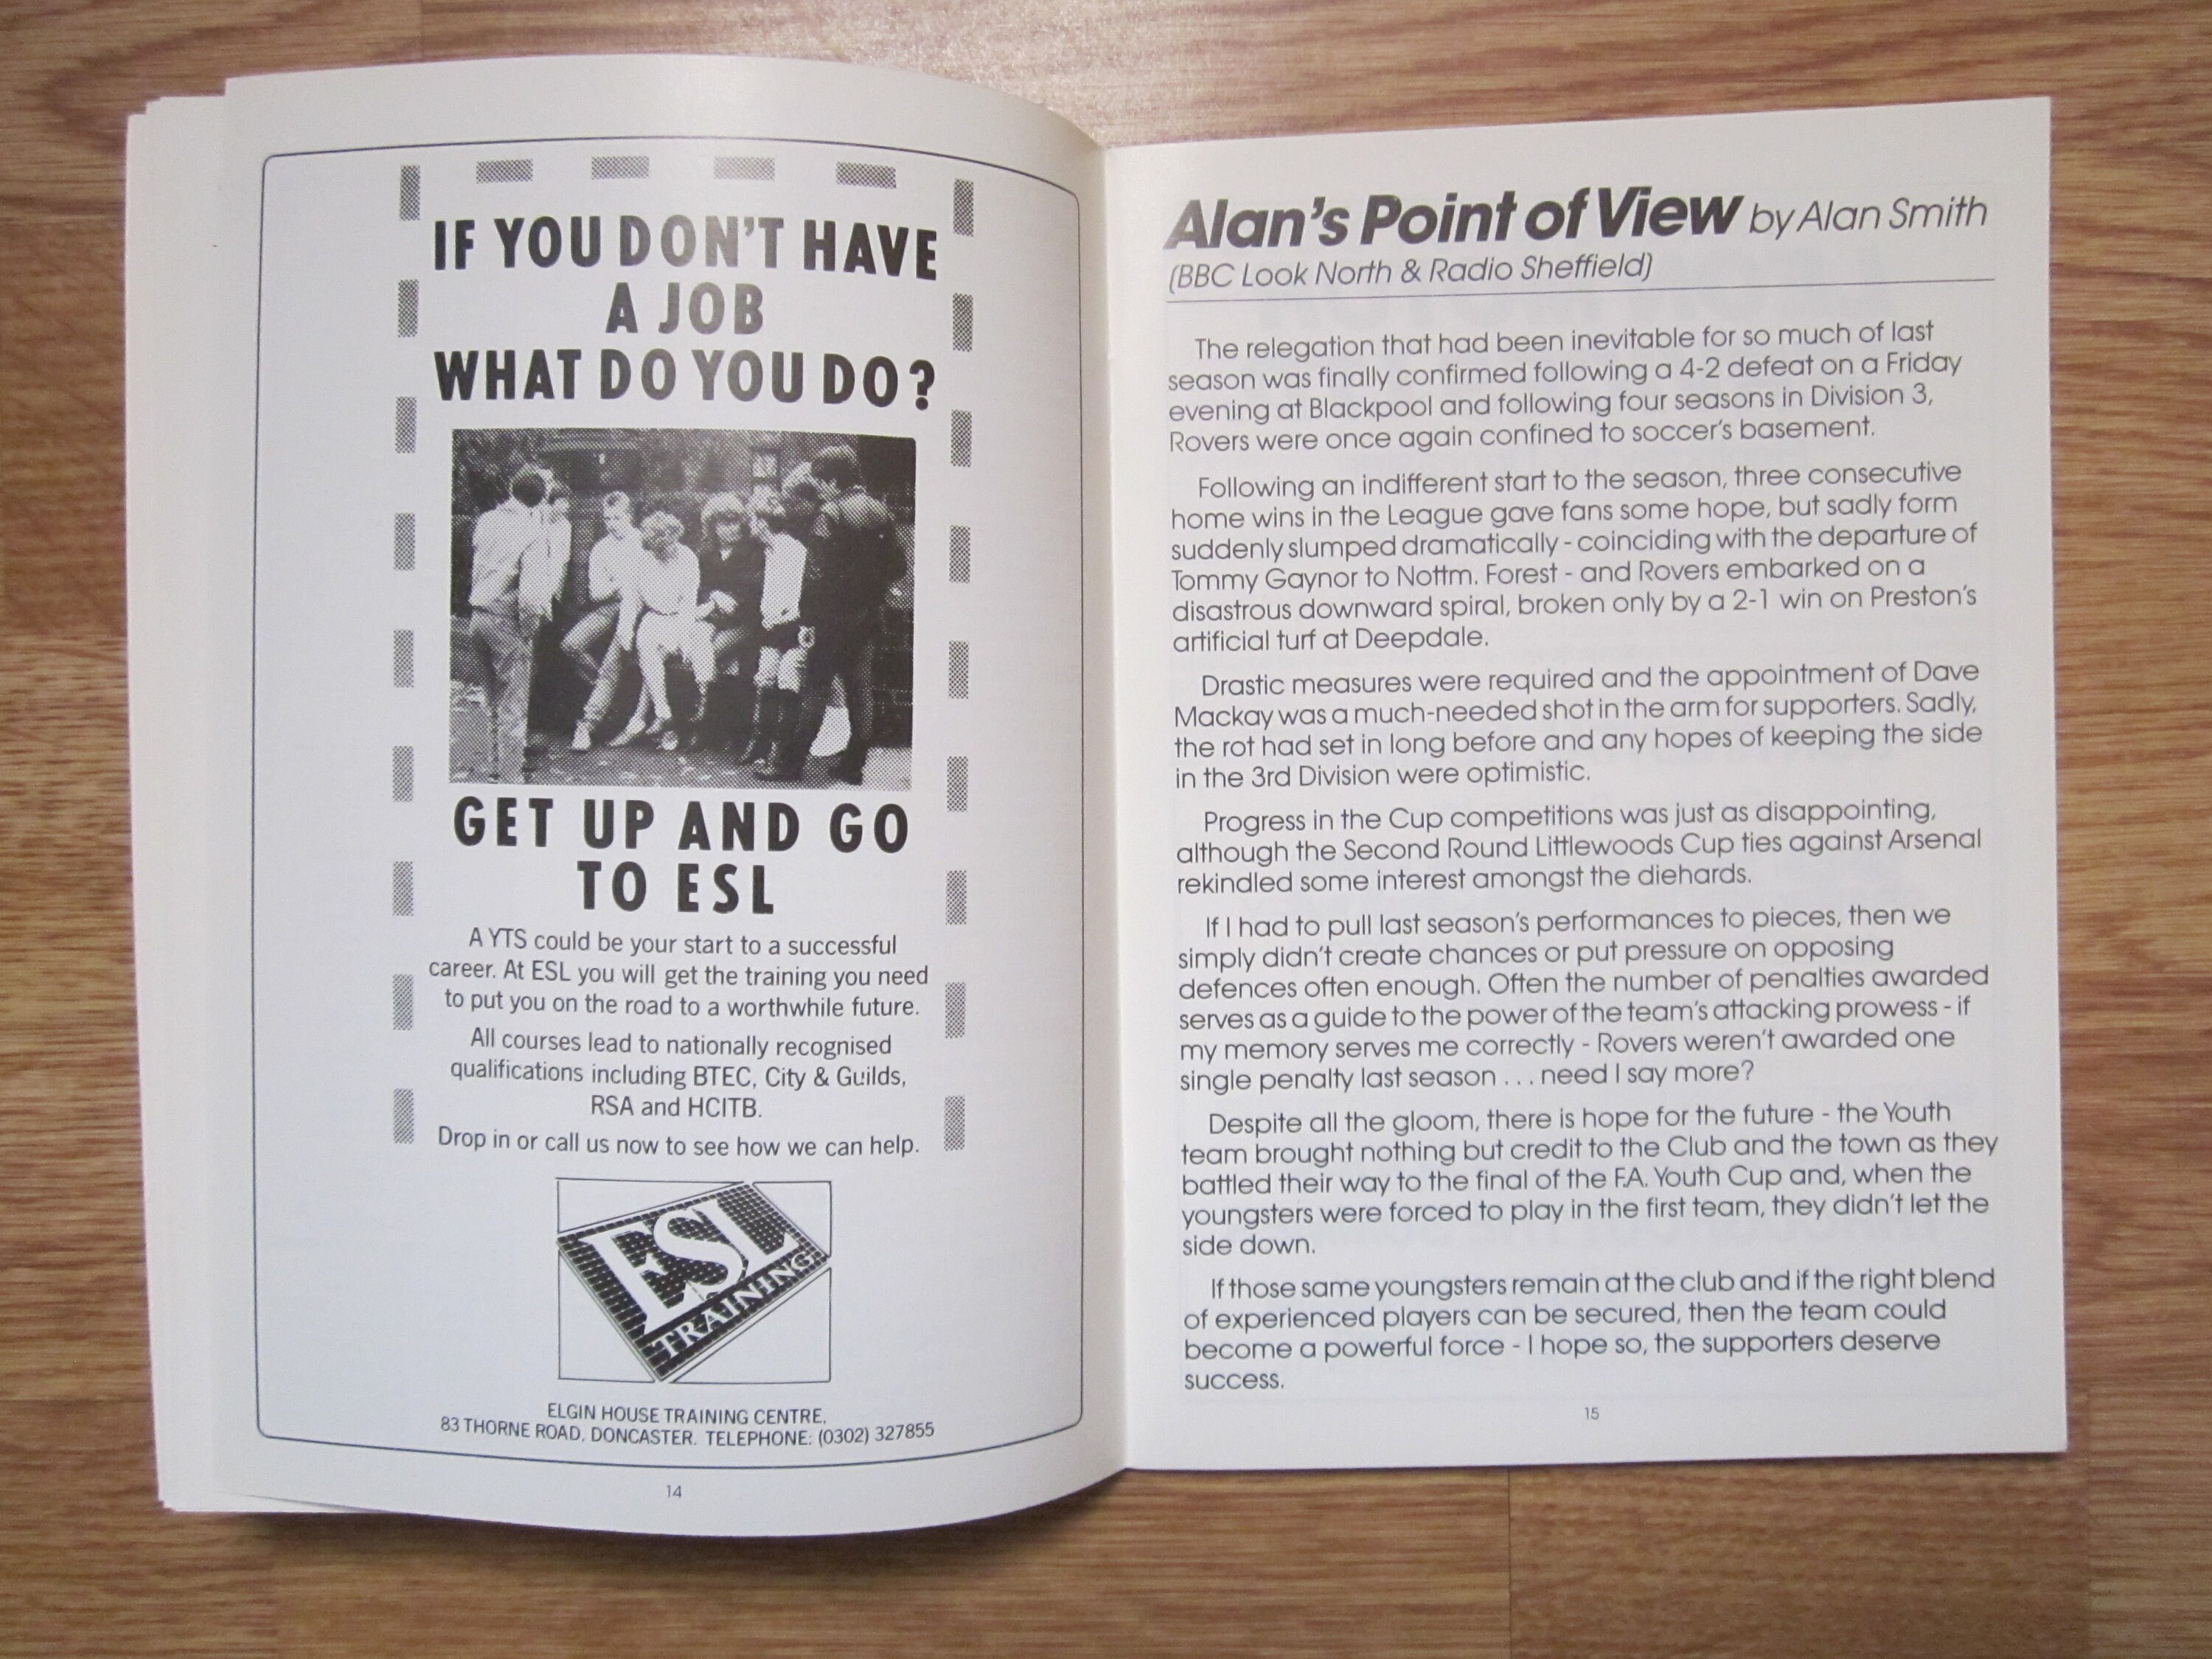 IF YOU DON'T HAVE
A JOB
WHAT DO YOU DO?
GET UP AND GO
TO ESL
A YTS could be your start to a successful
career. At ESL you will get the training you need
to put you on the road to a worthwhile future.
All courses lead to nationally recognised
qualifications including BTEC, City & Guilds,
RSA and HCITB.
Drop in or call us now to see how we can help.
ESL
TRAINING
ELGIN HOUSE TRAINING CENTRE,
83 THORNE ROAD, DONCASTER. TELEPHONE: (0302) 327855
14
Alan's Point of View by Alan Smith
(BBC Look North & Radio Sheffield)
The relegation that had been inevitable for so much of last
season was finally confirmed following a 4-2 defeat on a Friday
evening at Blackpool and following four seasons in Division 3,
Rovers were once again confined to soccer's basement.
Following an indifferent start to the season, three consecutive
home wins in the League gave fans some hope, but sadly form
suddenly slumped dramatically - coinciding with the departure of
Tommy Gaynor to Nottm. Forest - and Rovers embarked on a
disastrous downward spiral, broken only by a 2-1 win on Preston's
artificial turf at Deepdale.
Drastic measures were required and the appointment of Dave
Mackay was a much-needed shot in the arm for supporters. Sadly,
the rot had set in long before and any hopes of keeping the side
in the 3rd Division were optimistic.
Progress in the Cup competitions was just as disappointing,
although the Second Round Littlewoods Cup ties against Arsenal
rekindled some interest amongst the diehards.
If I had to pull last season's performances to pieces, then we
simply didn't create chances or put pressure on opposing
defences often enough. Often the number of penalties awarded
serves as a guide to the power of the team's attacking prowess - if
my memory serves me correctly - Rovers weren't awarded one
single penalty last season . . . need I say more?
Despite all the gloom, there is hope for the future - the Youth
team brought nothing but credit to the Club and the town as they
battled their way to the final of the F.A. Youth Cup and, when the
youngsters were forced to play in the first team, they didn't let the
side down.
If those same youngsters remain at the club and if the right blend
of experienced players can be secured, then the team could
become a powerful force - I hope so, the supporters deserve
success.
15